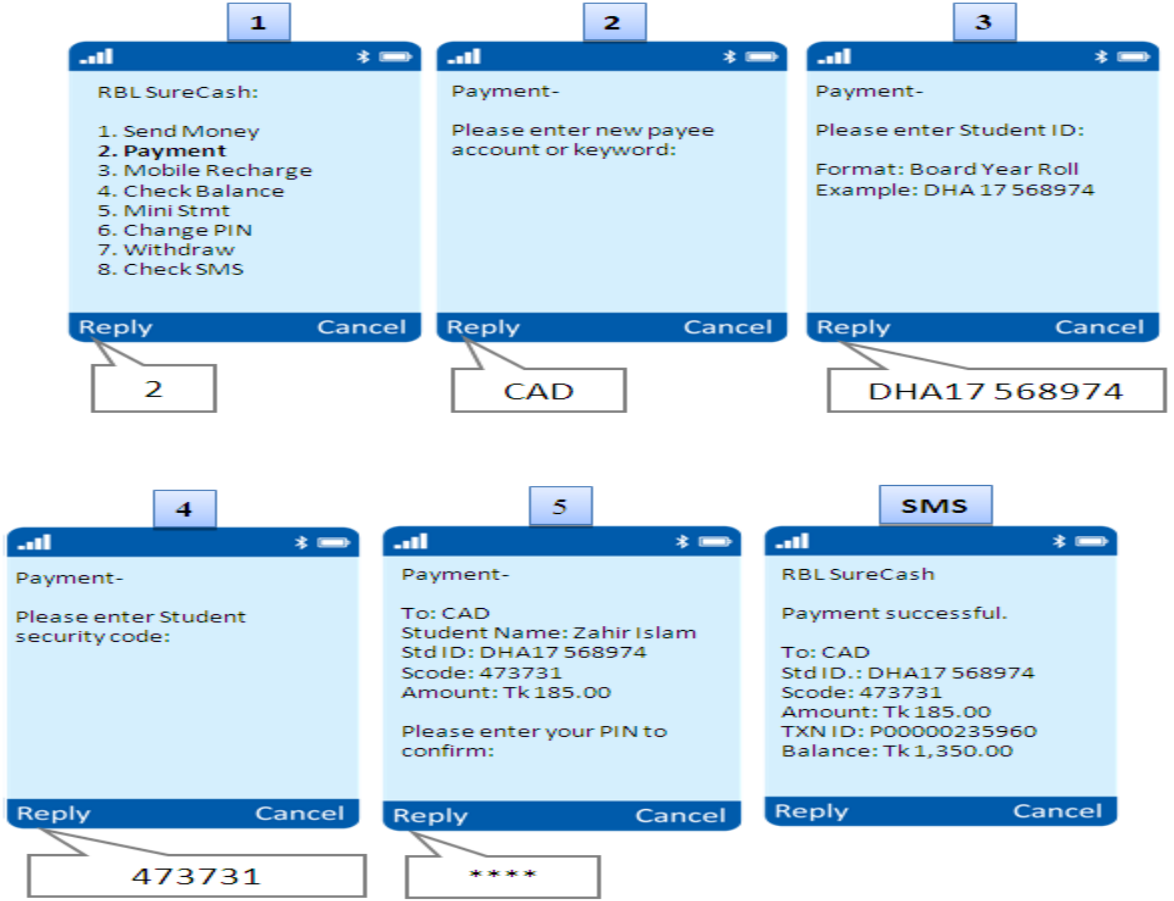 1
RBL SureCash:
1. Send Money
2. Payment
3. Mobile Recharge
4. Check Balance
5. Mini Stmt
6. Change PIN
7. Withdraw
8. Check SMS
Reply Cancel
2
2
Payment-
Please enter new payee
account or keyword:
Reply Cancel
CAD
3
Payment-
Please enter Student ID:
Format: Board Year Roll
Example: DHA 17 568974
Reply Cancel
DHA17 568974
4
Payment-
Please enter Student
security code:
Reply Cancel
473731
5
Payment-
To: CAD
Student Name: Zahir Islam
Std ID: DHA17 568974
Scode: 473731
Amount: Tk 185.00
Please enter your PIN to
confirm:
Reply Cancel
****
SMS
RBL SureCash
Payment successful.
To: CAD
Std ID.: DHA17 568974
Scode: 473731
Amount: Tk 185.00
TXN ID: P00000235960
Balance: Tk 1,350.00
Reply Cancel